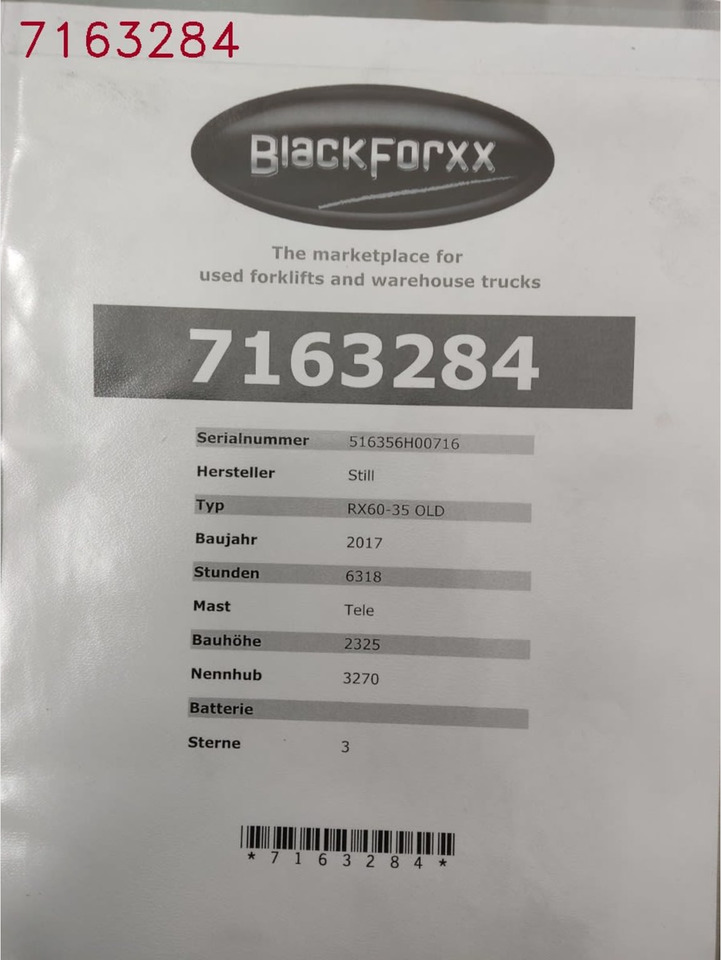 7163284
BlackForxx
The marketplace for
used forklifts and warehouse trucks
7163284
Serialnummer 516356H00716
Hersteller Still
Typ RX60-35 OLD
Baujahr 2017
Stunden 6318
Mast Tele
Bauhöhe 2325
Nennhub 3270
Batterie
Sterne 3
*7163284*